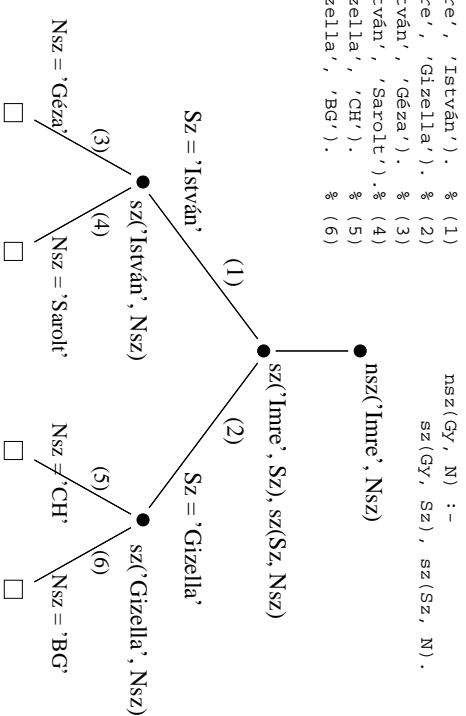 re', 'István'). % (1)
re', 'Gizella'). % (2)
tván', 'Géza'). % (3)
tván', 'Sarolt').% (4)
zella', 'CH'). % (5)
zella', 'BG'). % (6)
nsz(Gy, N) :-
sz(Gy, Sz), sz(Sz, N).
nsz('Imre', Nsz)
sz('Imre', Sz), sz(Sz, Nsz)
(1)
(2)
Sz = 'István'
Sz = 'Gizella'
sz('István', Nsz)
sz('Gizella', Nsz)
(3)
(4)
(5)
(6)
Nsz = 'Géza'
Nsz = 'Sarolt'
Nsz = 'CH'
Nsz = 'BG'